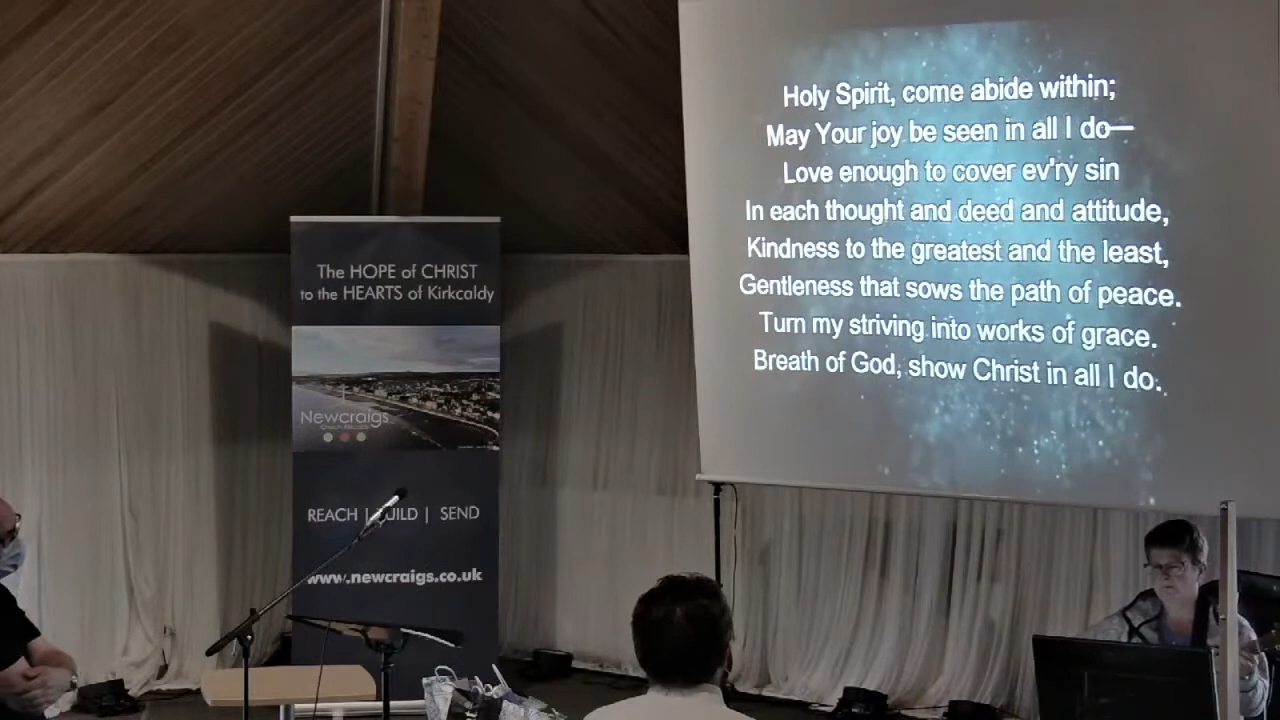 The HOPE of CHRIST
to the HEARTS of Kirkcaldy
Newcraigs
REACH | BUILD | SEND
www.newcraigs.co.uk
Holy Spirit, come abide within;
May Your joy be seen in all I do—
Love enough to cover ev'ry sin
In each thought and deed and attitude,
Kindness to the greatest and the least,
Gentleness that sows the path of peace.
Turn my striving into works of grace.
Breath of God, show Christ in all I do.